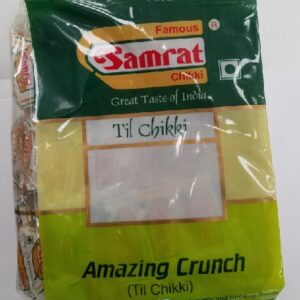 Famous ®
Samrat
Chikki
Great Taste of India
Til Chikki
Amazing Crunch
(Til Chikki)